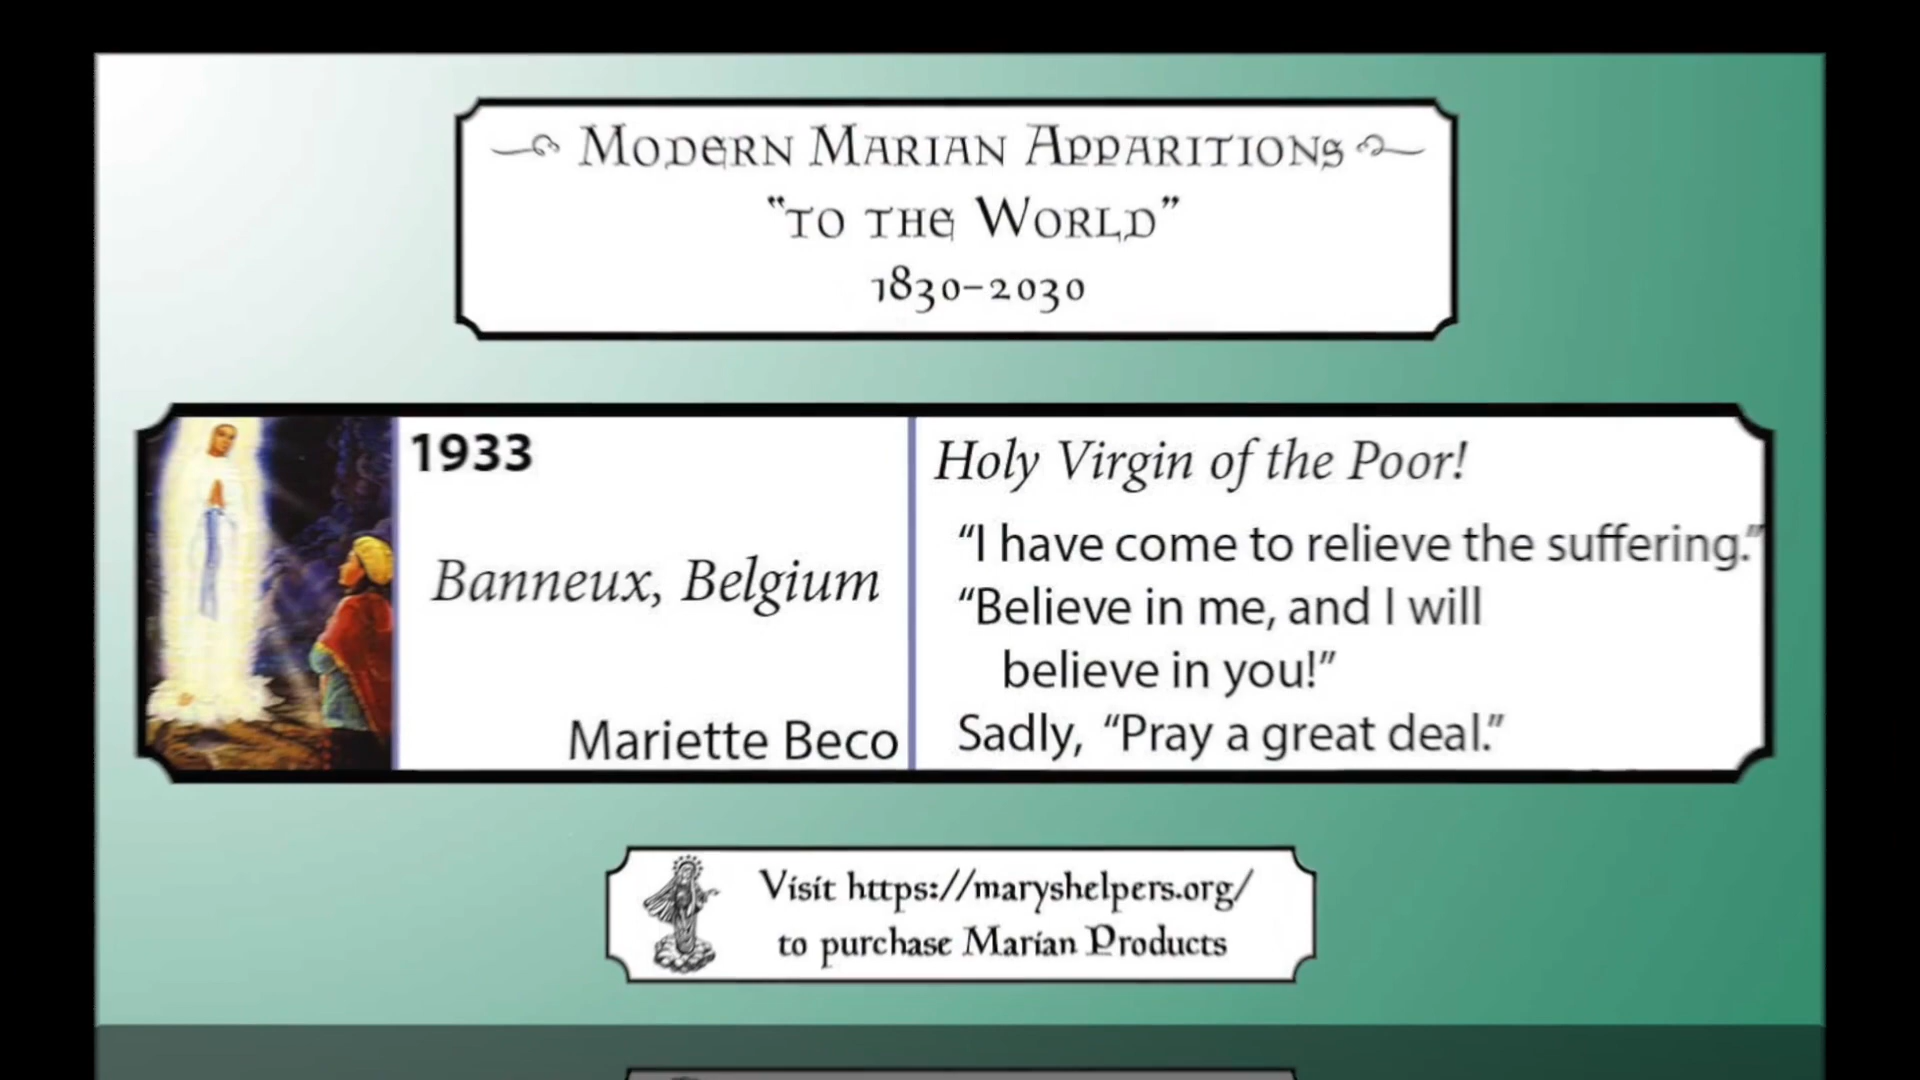 Modern Marian Apparitions
"to the World"
1830–2030
1933
Banneux, Belgium
Mariette Beco
Holy Virgin of the Poor!
“I have come to relieve the suffering.”
“Believe in me, and I will
believe in you!”
Sadly, “Pray a great deal.”
Visit https://maryshelpers.org/
to purchase Marian Products